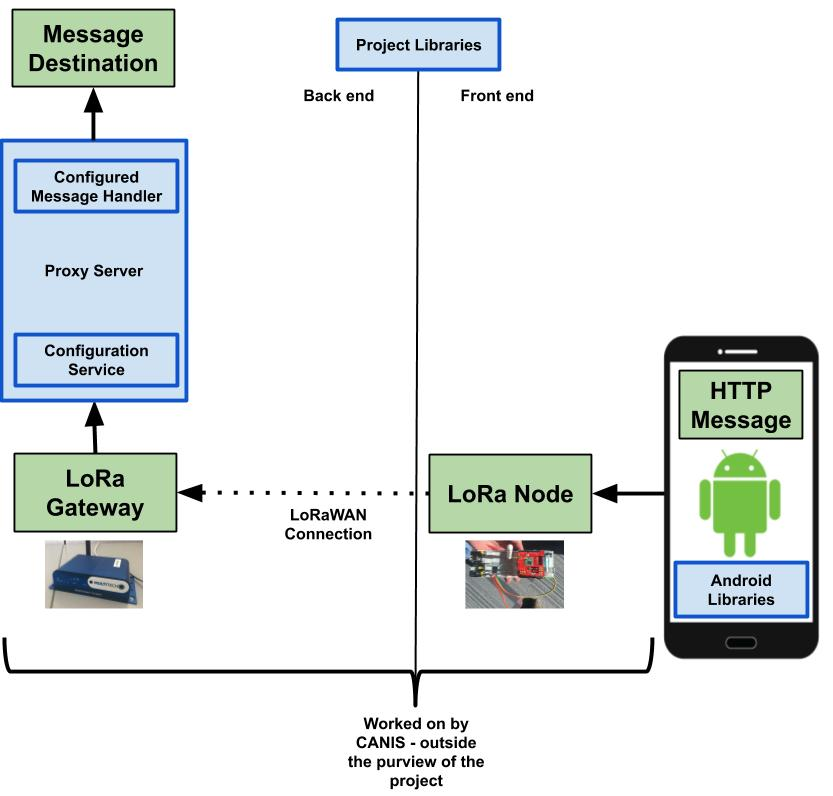 Message
Destination
Project Libraries
Back end
Front end
Configured
Message Handler
Proxy Server
Configuration
Service
LoRa
Gateway
LoRaWAN
Connection
LoRa Node
HTTP
Message
Android
Libraries
MULTITECH
Worked on by
CANIS - outside
the purview of the
project